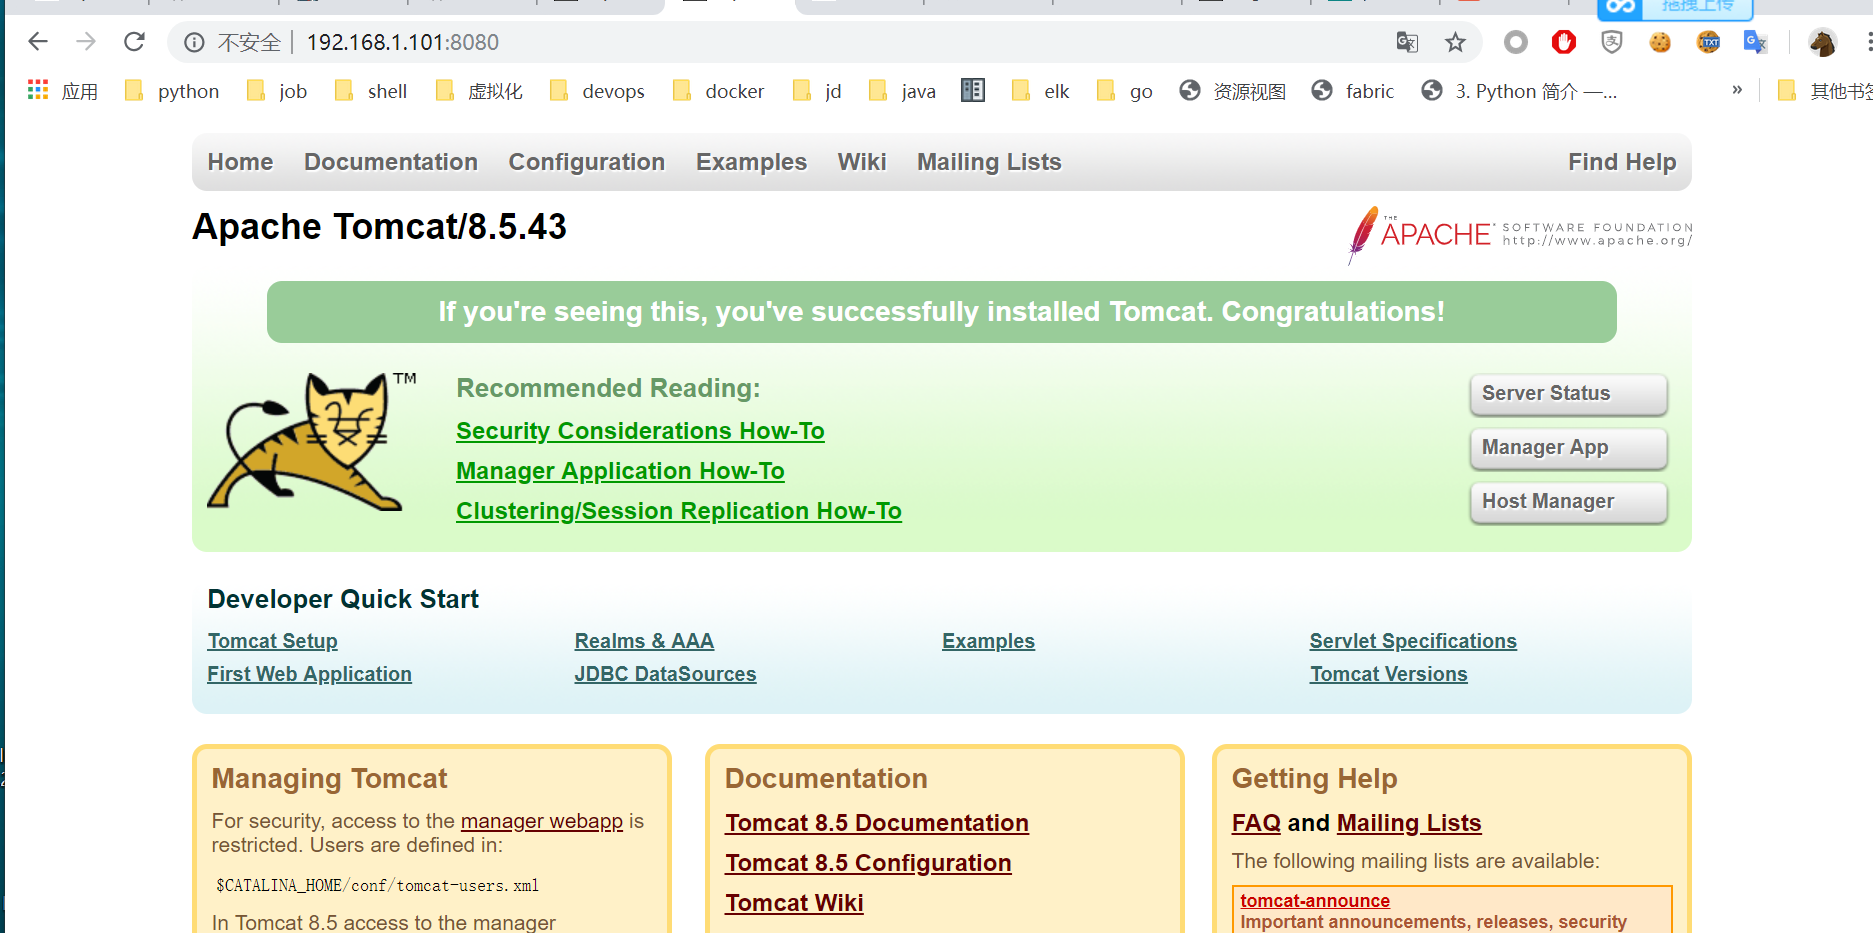 拖拽上传
不安全 192.168.1.101:8080
应用 python job shell 虚拟化 devops docker jd java elk go 资源视图 fabric 3. Python 简介 —... » 其他书签
Home Documentation Configuration Examples Wiki Mailing Lists Find Help
Apache Tomcat/8.5.43
THE APACHE SOFTWARE FOUNDATION
http://www.apache.org/
If you're seeing this, you've successfully installed Tomcat. Congratulations!
TM
Recommended Reading:
Security Considerations How-To
Manager Application How-To
Clustering/Session Replication How-To
Server Status
Manager App
Host Manager
Developer Quick Start
Tomcat Setup Realms & AAA Examples Servlet Specifications
First Web Application JDBC DataSources Tomcat Versions
Managing Tomcat
For security, access to the manager webapp is
restricted. Users are defined in:
$CATALINA_HOME/conf/tomcat-users.xml
In Tomcat 8.5 access to the manager
Documentation
Tomcat 8.5 Documentation
Tomcat 8.5 Configuration
Tomcat Wiki
Getting Help
FAQ and Mailing Lists
The following mailing lists are available:
tomcat-announce
Important announcements, releases, security